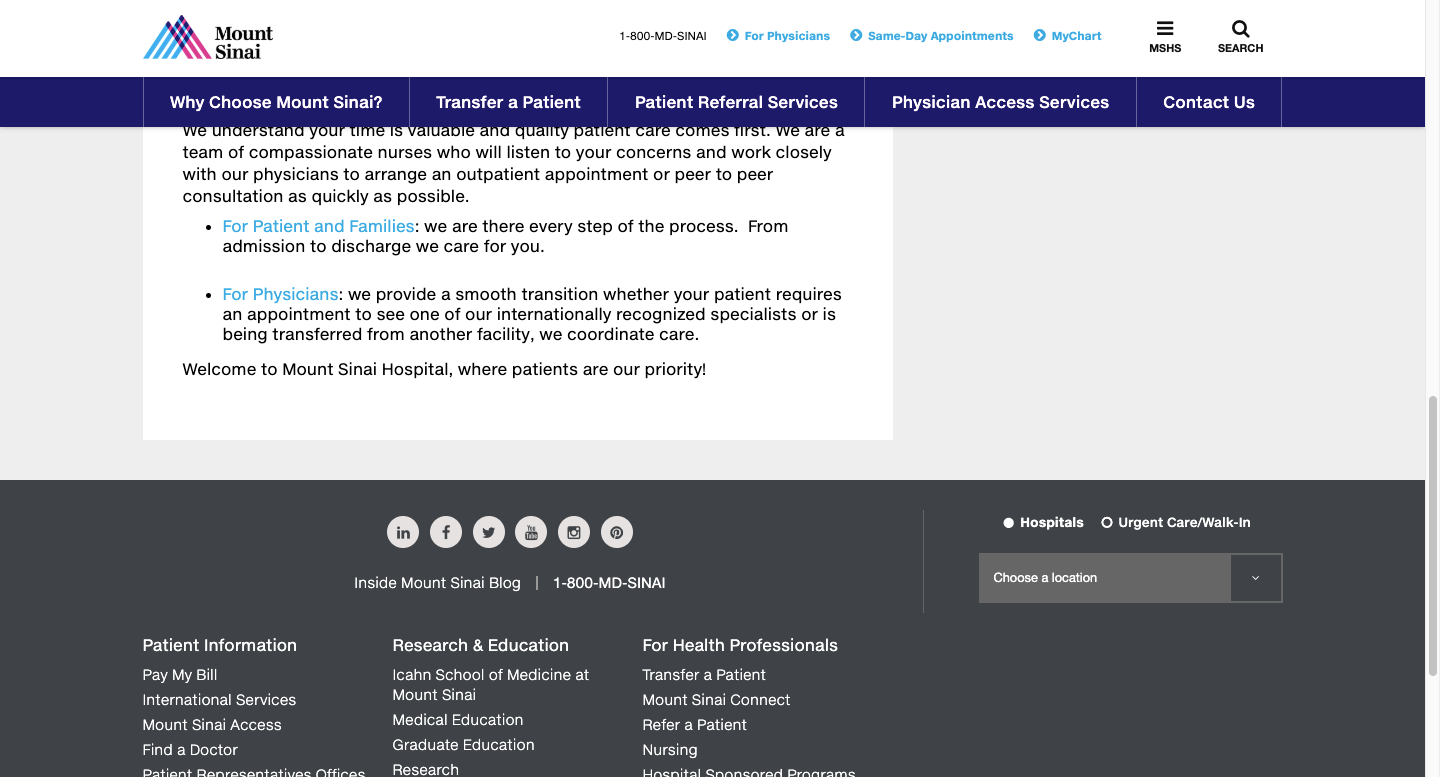 Mount
Sinai
1-800-MD-SINAI
For Physicians
Same-Day Appointments
MyChart
MSHS
SEARCH
Why Choose Mount Sinai?
Transfer a Patient
Patient Referral Services
Physician Access Services
Contact Us
We understand your time is valuable and quality patient care comes first. We are a
team of compassionate nurses who will listen to your concerns and work closely
with our physicians to arrange an outpatient appointment or peer to peer
consultation as quickly as possible.
• For Patient and Families: we are there every step of the process.  From
admission to discharge we care for you.
• For Physicians: we provide a smooth transition whether your patient requires
an appointment to see one of our internationally recognized specialists or is
being transferred from another facility, we coordinate care.
Welcome to Mount Sinai Hospital, where patients are our priority!
in
f
You
Tube
Inside Mount Sinai Blog | 1-800-MD-SINAI
Hospitals
Urgent Care/Walk-In
Choose a location
Patient Information
Pay My Bill
International Services
Mount Sinai Access
Find a Doctor
Patient Representatives Offices
Research & Education
Icahn School of Medicine at
Mount Sinai
Medical Education
Graduate Education
Research
For Health Professionals
Transfer a Patient
Mount Sinai Connect
Refer a Patient
Nursing
Hospital Sponsored Programs